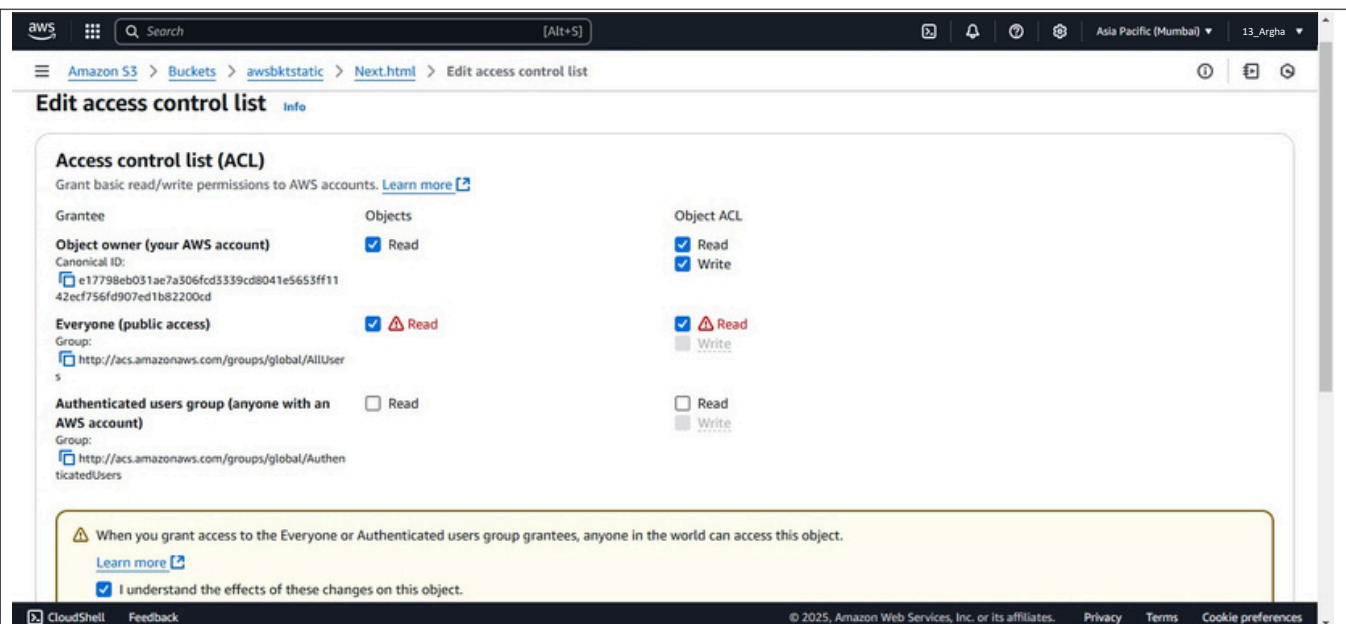 aws Search [Alt+S] Asia Pacific (Mumbai) 13_Argha
Amazon S3 > Buckets > awsbktstatic > Next.html > Edit access control list
Edit access control list Info
Access control list (ACL)
Grant basic read/write permissions to AWS accounts. Learn more
Grantee Objects Object ACL
Object owner (your AWS account) Read Read
Canonical ID: Write
e17798eb031ae7a306fcd3339cd8041e5653ff11
42ecf756fd907ed1b82200cd
Everyone (public access) Read Read
Group: Write
http://acs.amazonaws.com/groups/global/AllUser
s
Authenticated users group (anyone with an Read Read
AWS account) Write
Group:
http://acs.amazonaws.com/groups/global/Authen
ticatedUsers
When you grant access to the Everyone or Authenticated users group grantees, anyone in the world can access this object.
Learn more
I understand the effects of these changes on this object.
CloudShell Feedback © 2025, Amazon Web Services, Inc. or its affiliates. Privacy Terms Cookie preferences